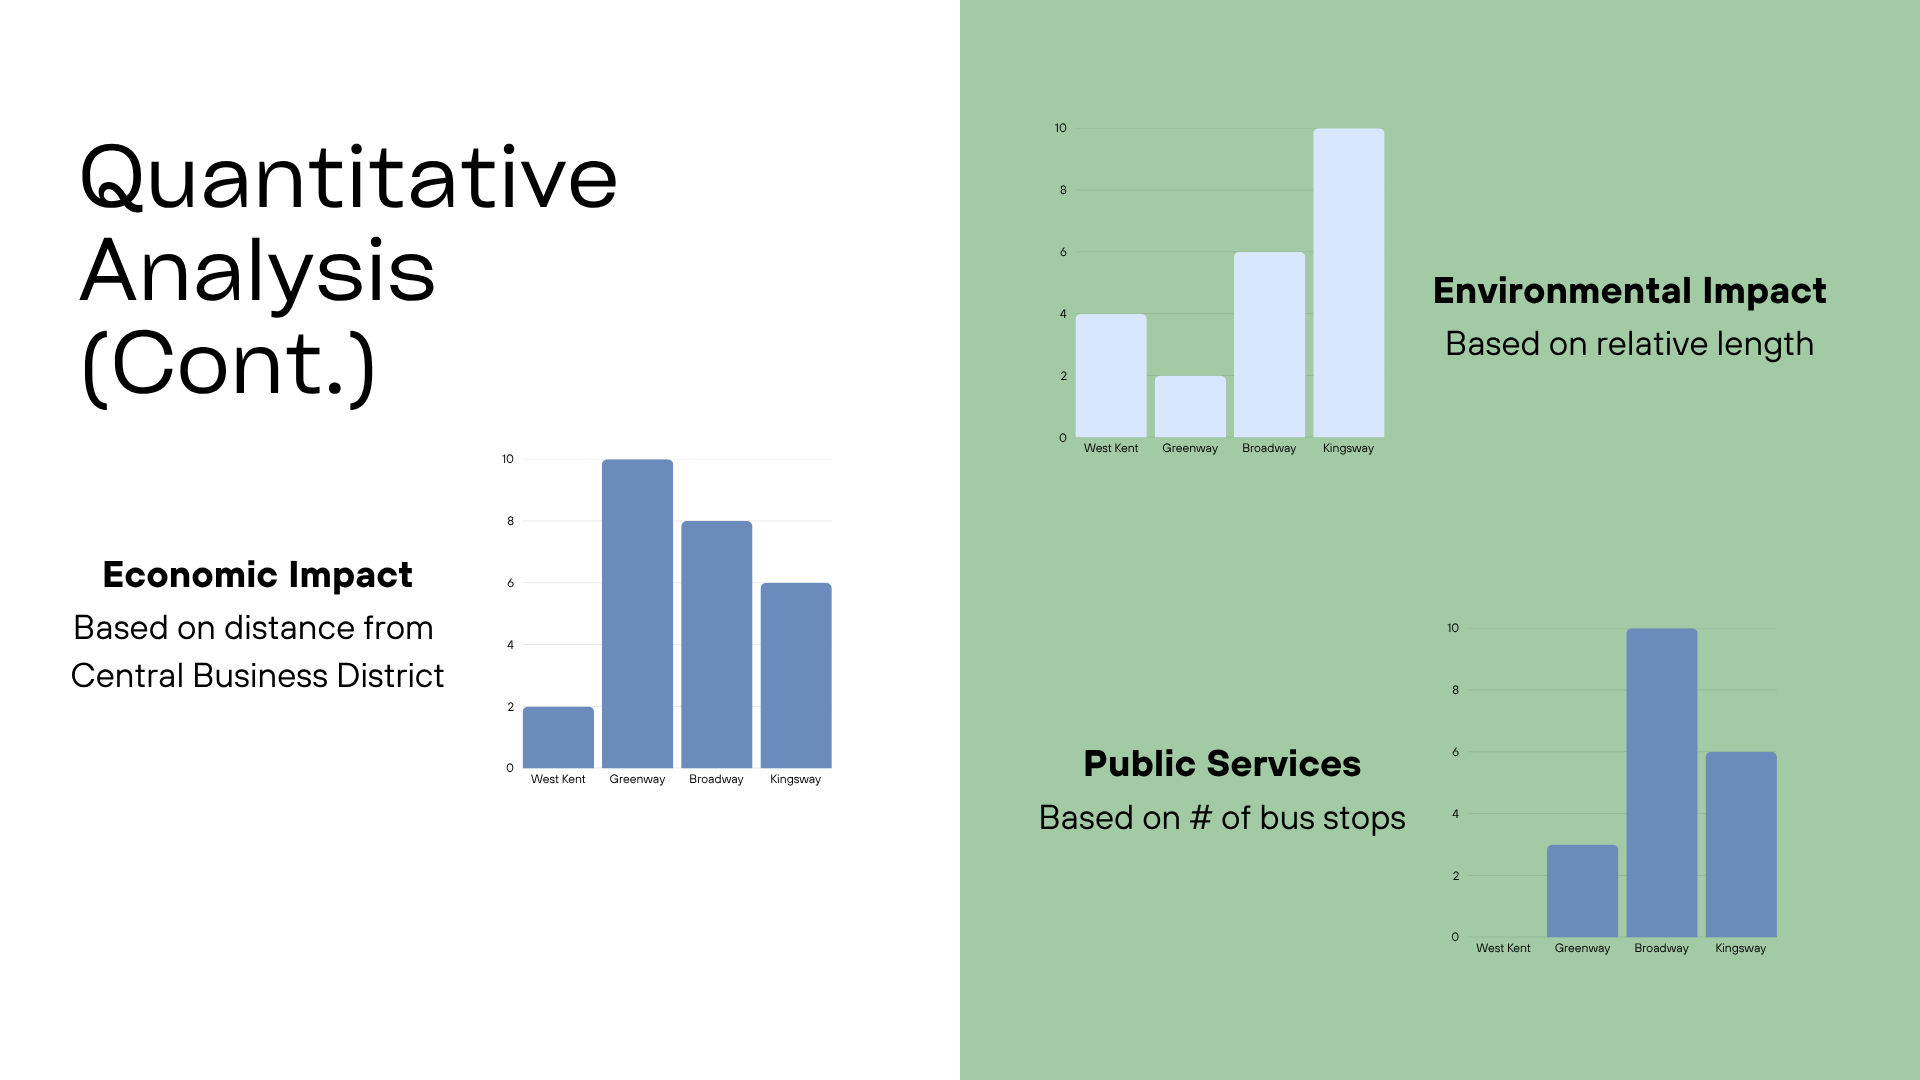 Quantitative
Analysis
(Cont.)
Economic Impact
Based on distance from
Central Business District
10
8
6
4
2
0
West Kent Greenway Broadway Kingsway
10
8
6
4
2
0
West Kent Greenway Broadway Kingsway
Environmental Impact
Based on relative length
Public Services
Based on # of bus stops
10
8
6
4
2
0
West Kent Greenway Broadway Kingsway